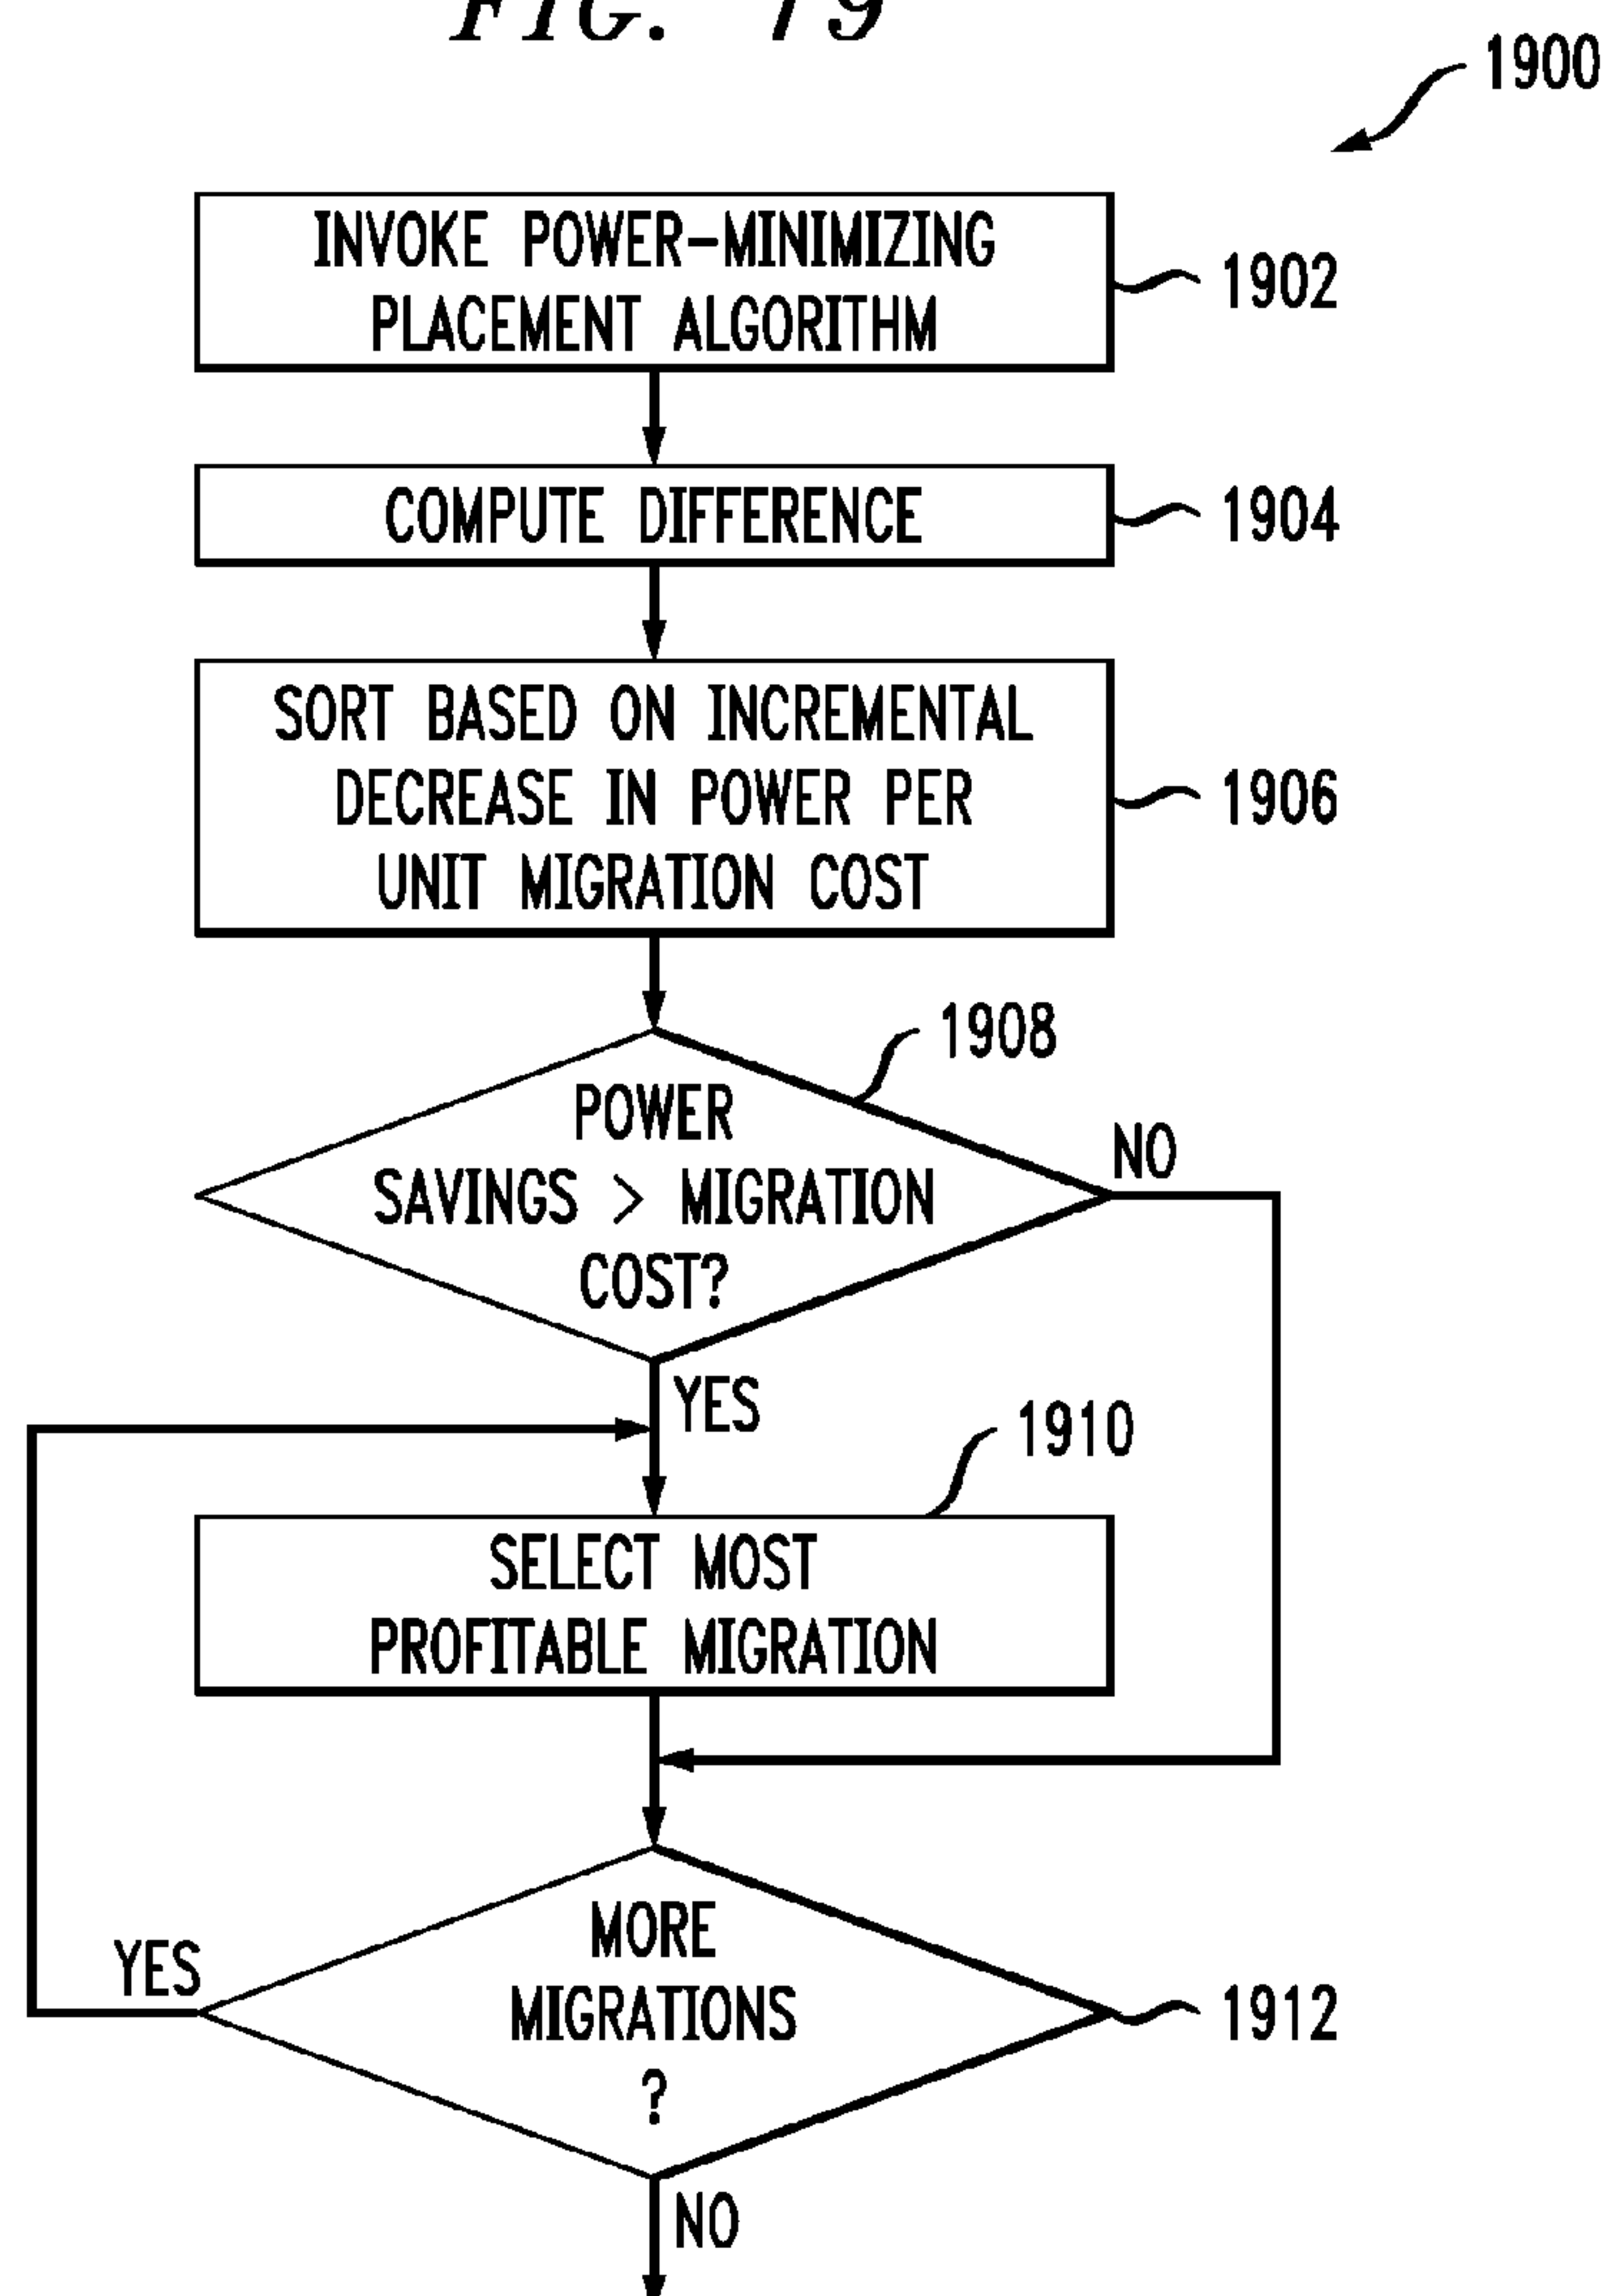 FIG. 19
1900
INVOKE POWER-MINIMIZING
PLACEMENT ALGORITHM
1902
COMPUTE DIFFERENCE
1904
SORT BASED ON INCREMENTAL
DECREASE IN POWER PER
UNIT MIGRATION COST
1906
1908
POWER
SAVINGS > MIGRATION
COST?
NO
YES
1910
SELECT MOST
PROFITABLE MIGRATION
MORE
MIGRATIONS
?
YES
1912
NO